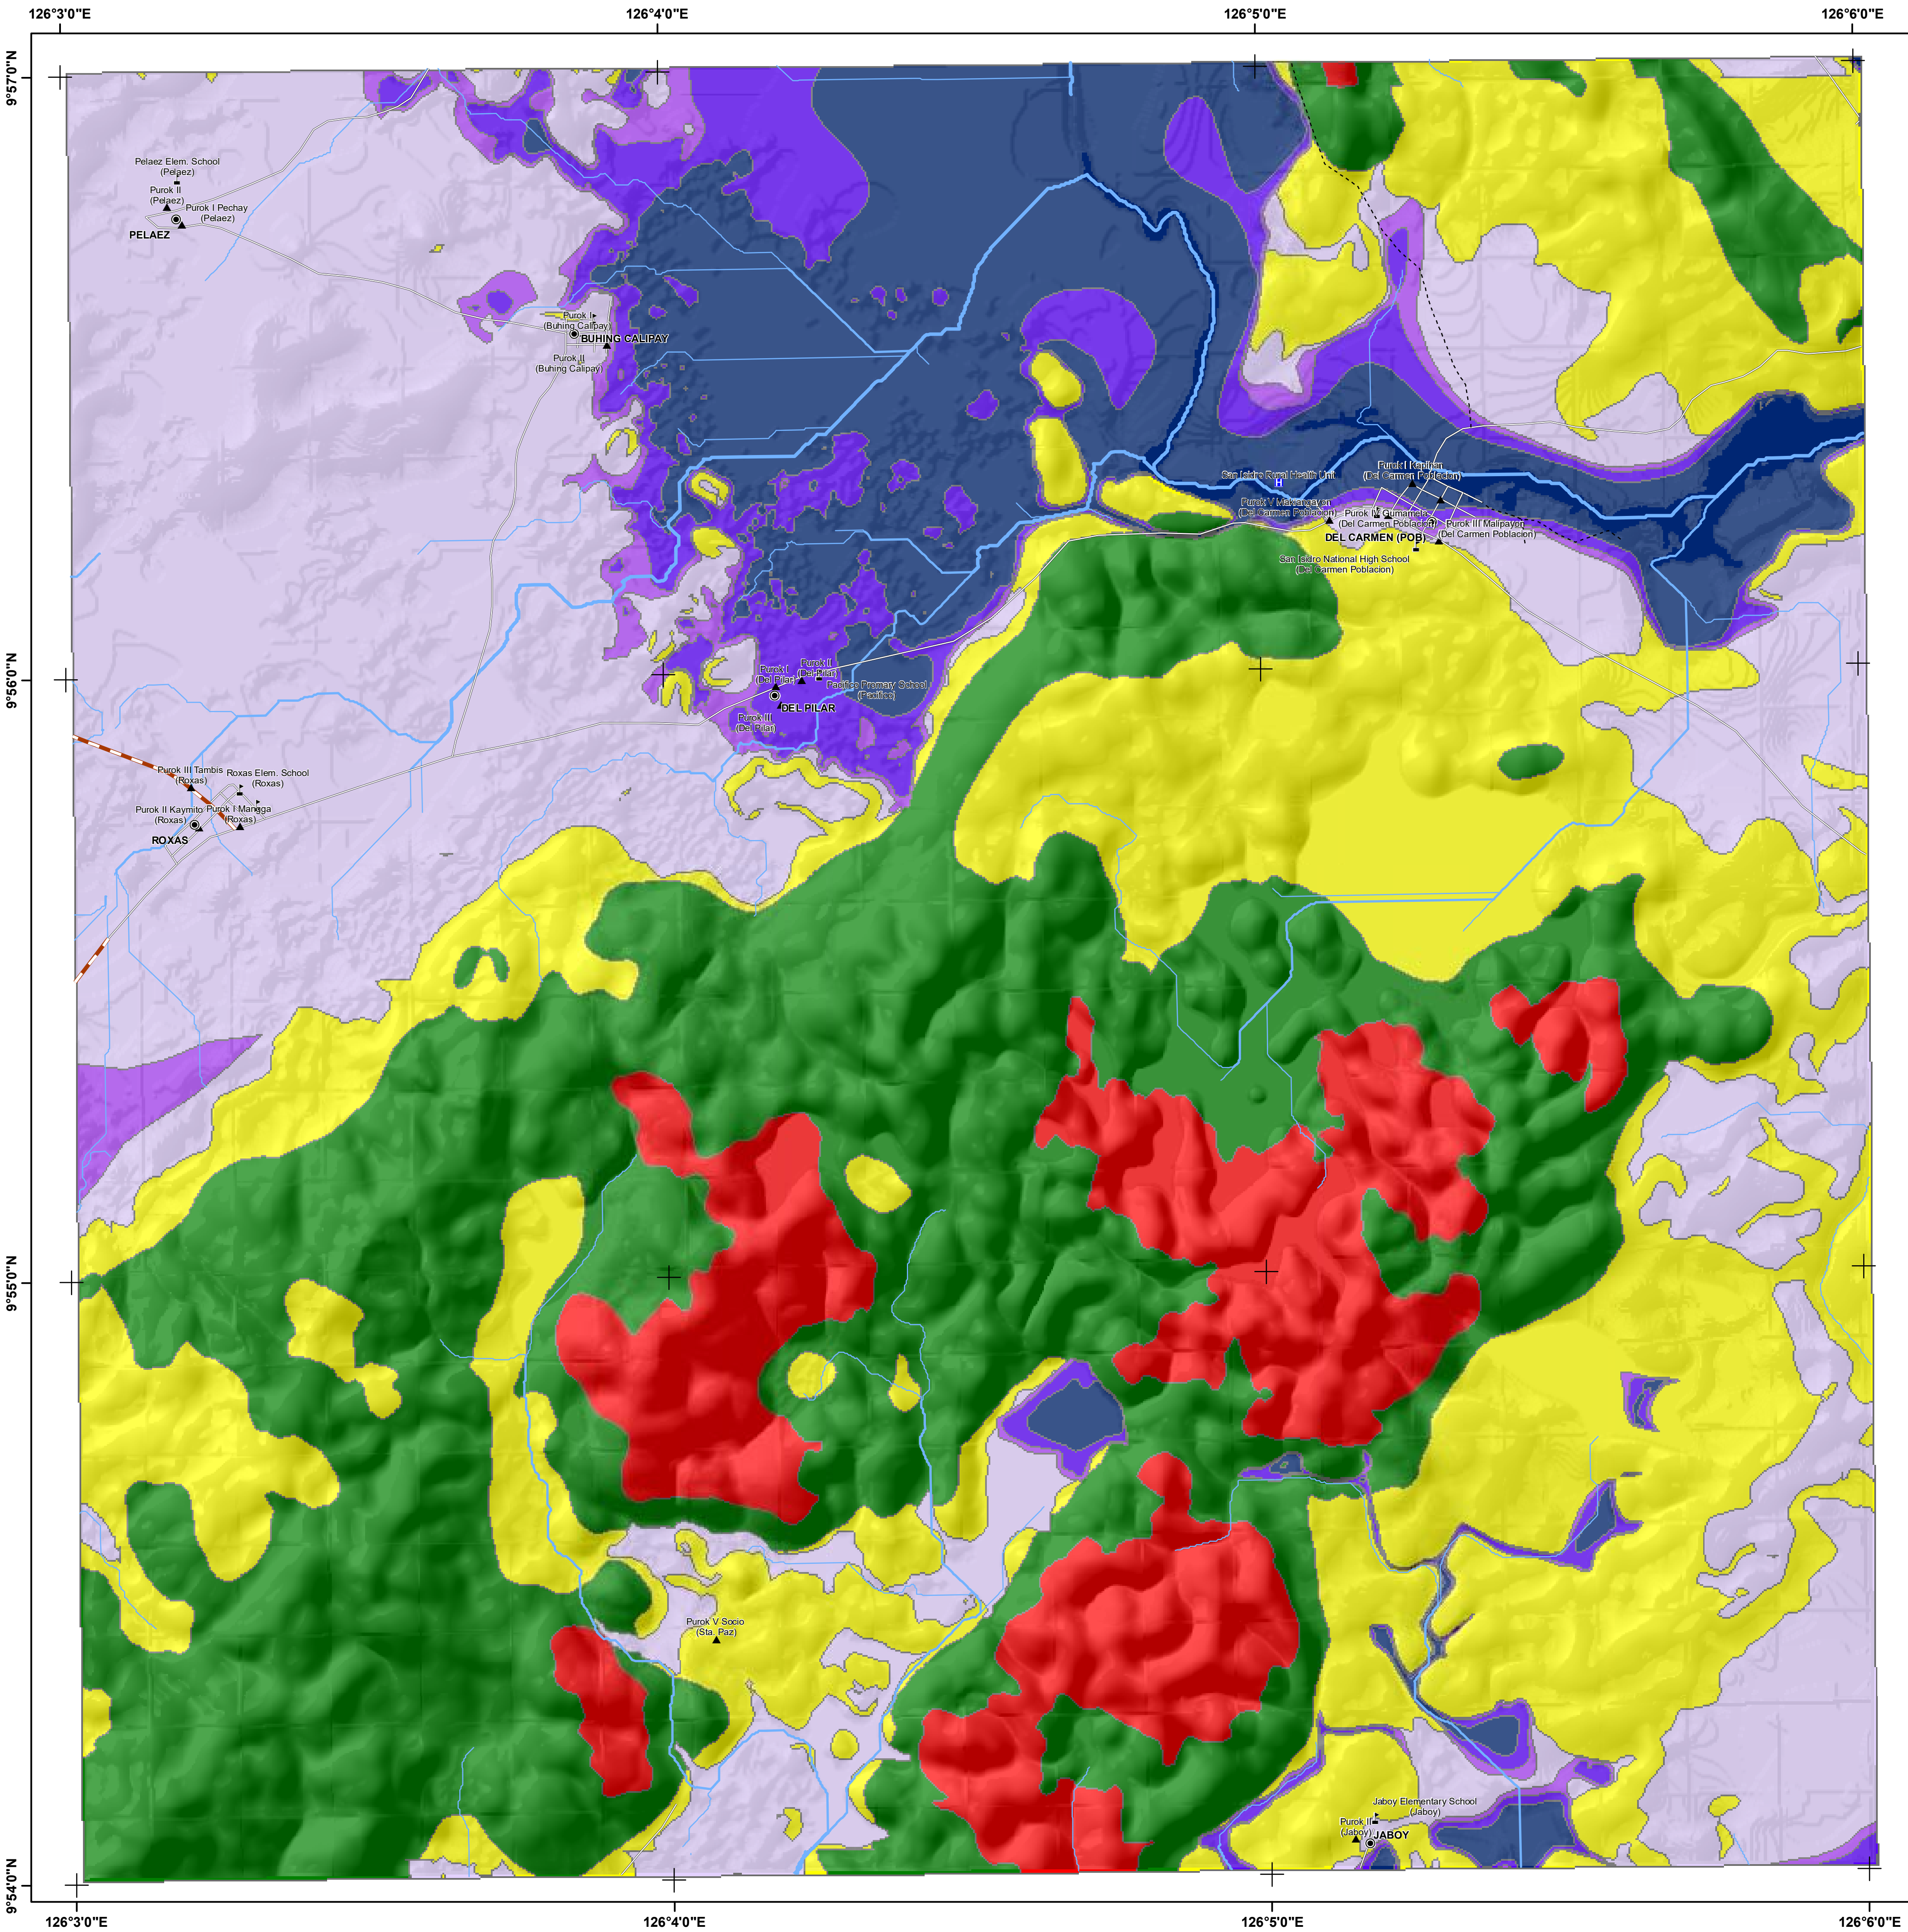 126°3'0"E
126°4'0"E
126°5'0"E
126°6'0"E
9°57'0"N
Pelaez Elem. School
(Pelaez)
Purok II
(Pelaez)
Purok I Pechay
(Pelaez)
PELAEZ
Purok I
(Buhing Calipay)
BUHING CALIPAY
Purok II
(Buhing Calipay)
San Isidro Rural Health Unit
Purok I Kapihan
(Del Carmen Poblacion)
Purok V Makiangayon
(Del Carmen Poblacion)
Purok IV Gumamela
(Del Carmen Poblacion)
Purok III Malipayon
(Del Carmen Poblacion)
DEL CARMEN (POB)
San Isidro National High School
(Del Carmen Poblacion)
9°56'0"N
Purok I
(Del Pilar)
Purok II
(Del Pilar)
Pacifico Premary School
(Pacifico)
DEL PILAR
Purok III
(Del Pilar)
Purok III Tambis
(Roxas)
Roxas Elem. School
(Roxas)
Purok II Kaymito
(Roxas)
Purok I Mangga
(Roxas)
ROXAS
9°55'0"N
Purok V Socio
(Sta. Paz)
Jaboy Elementary School
(Jaboy)
Purok II
(Jaboy)
JABOY
9°54'0"N
126°3'0"E
126°4'0"E
126°5'0"E
126°6'0"E